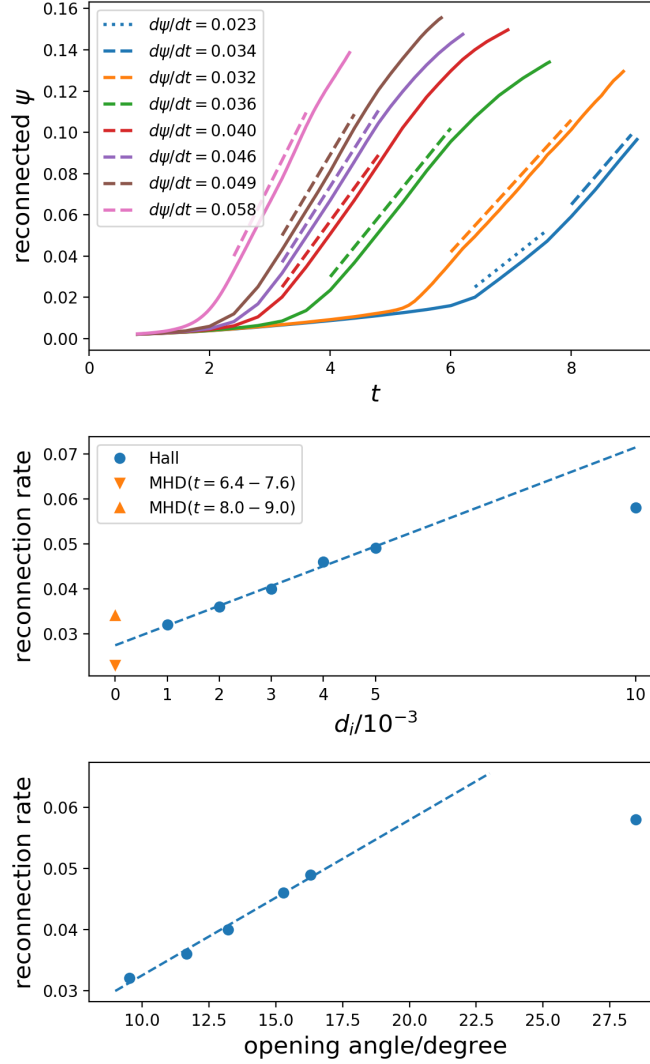 0.16
0.14
0.12
0.10
0.08
0.06
0.04
0.02
0.00
reconnected ψ
dψ/dt = 0.023
dψ/dt = 0.034
dψ/dt = 0.032
dψ/dt = 0.036
dψ/dt = 0.040
dψ/dt = 0.046
dψ/dt = 0.049
dψ/dt = 0.058
0 2 4 6 8
t
0.07
0.06
0.05
0.04
0.03
reconnection rate
Hall
MHD(t = 6.4 − 7.6)
MHD(t = 8.0 − 9.0)
0 1 2 3 4 5 10
d_i/10⁻³
0.06
0.05
0.04
0.03
reconnection rate
10.0 12.5 15.0 17.5 20.0 22.5 25.0 27.5
opening angle/degree